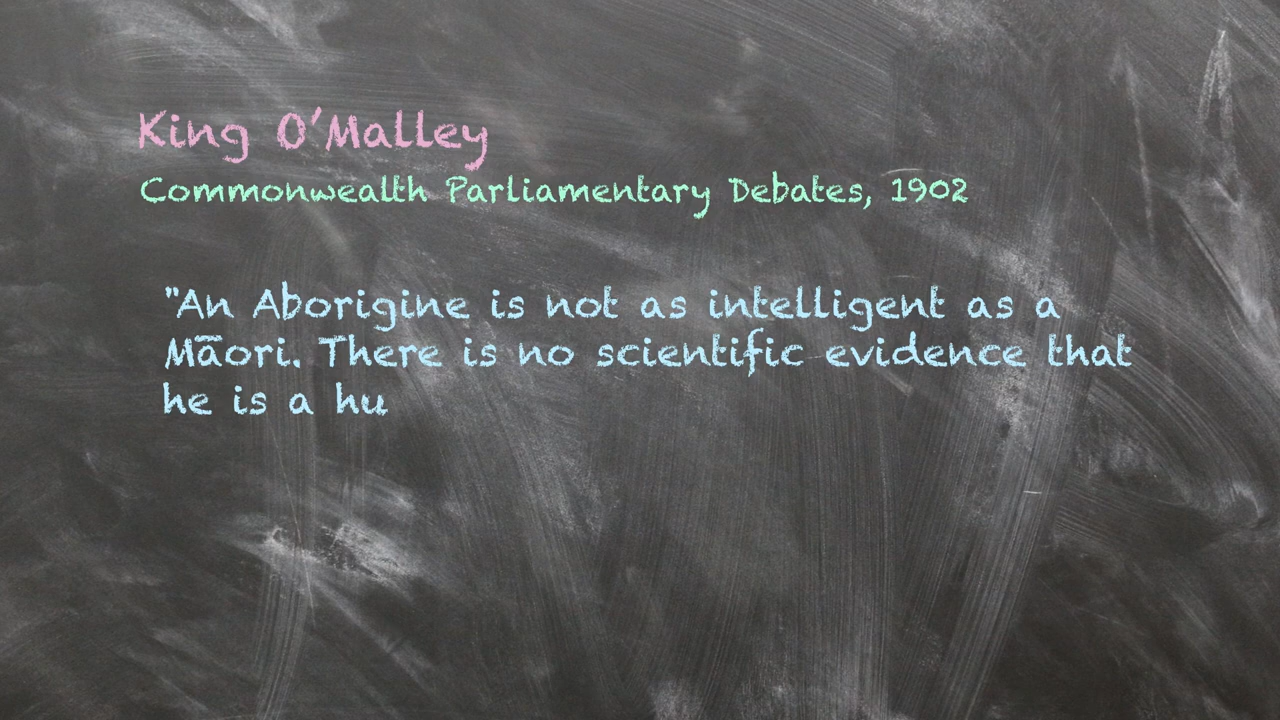 King O'Malley
Commonwealth Parliamentary Debates, 1902
"An Aborigine is not as intelligent as a
Māori. There is no scientific evidence that
he is a hu